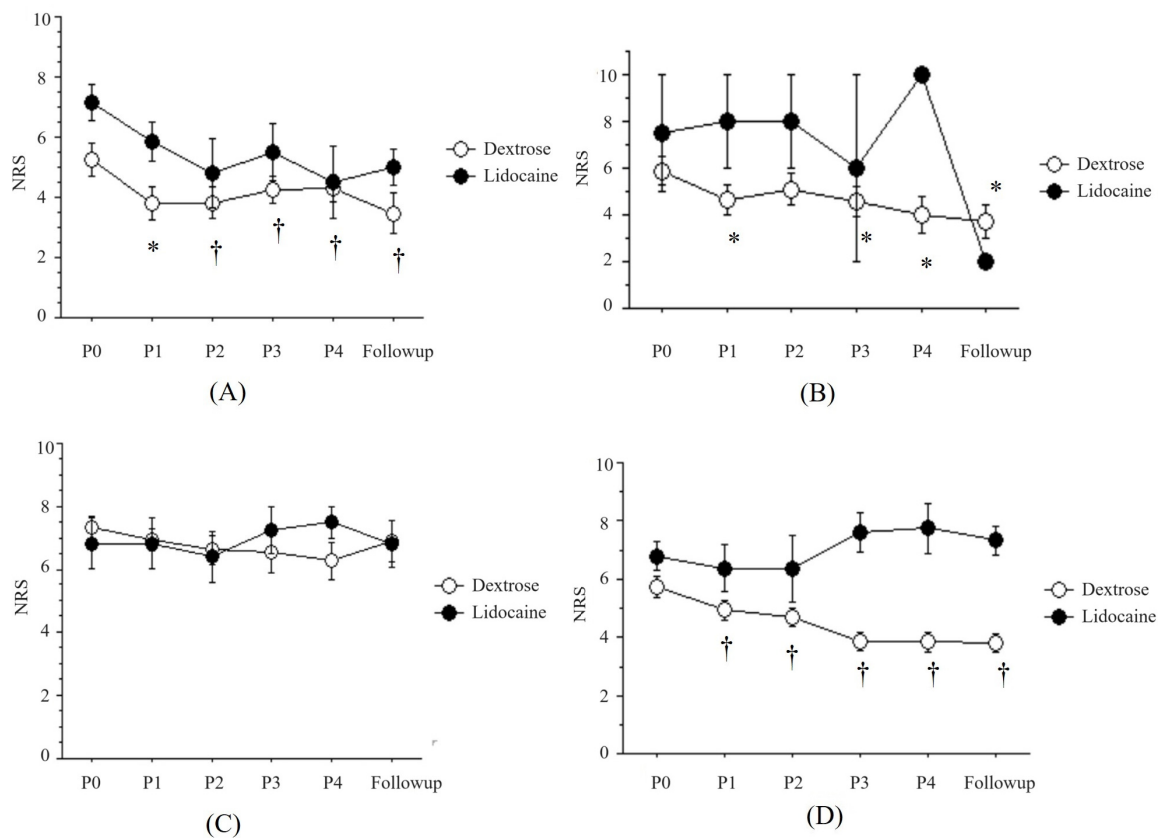 10
8
6
4
2
0
NRS
* † † † †
P0 P1 P2 P3 P4 Followup
Dextrose
Lidocaine
(A)
10
8
6
4
2
0
NRS
* * * *
P0 P1 P2 P3 P4 Followup
Dextrose
Lidocaine
(B)
10
8
6
4
2
0
NRS
P0 P1 P2 P3 P4 Followup
Dextrose
Lidocaine
(C)
10
8
6
4
2
0
NRS
† † † † †
P0 P1 P2 P3 P4 Followup
Dextrose
Lidocaine
(D)